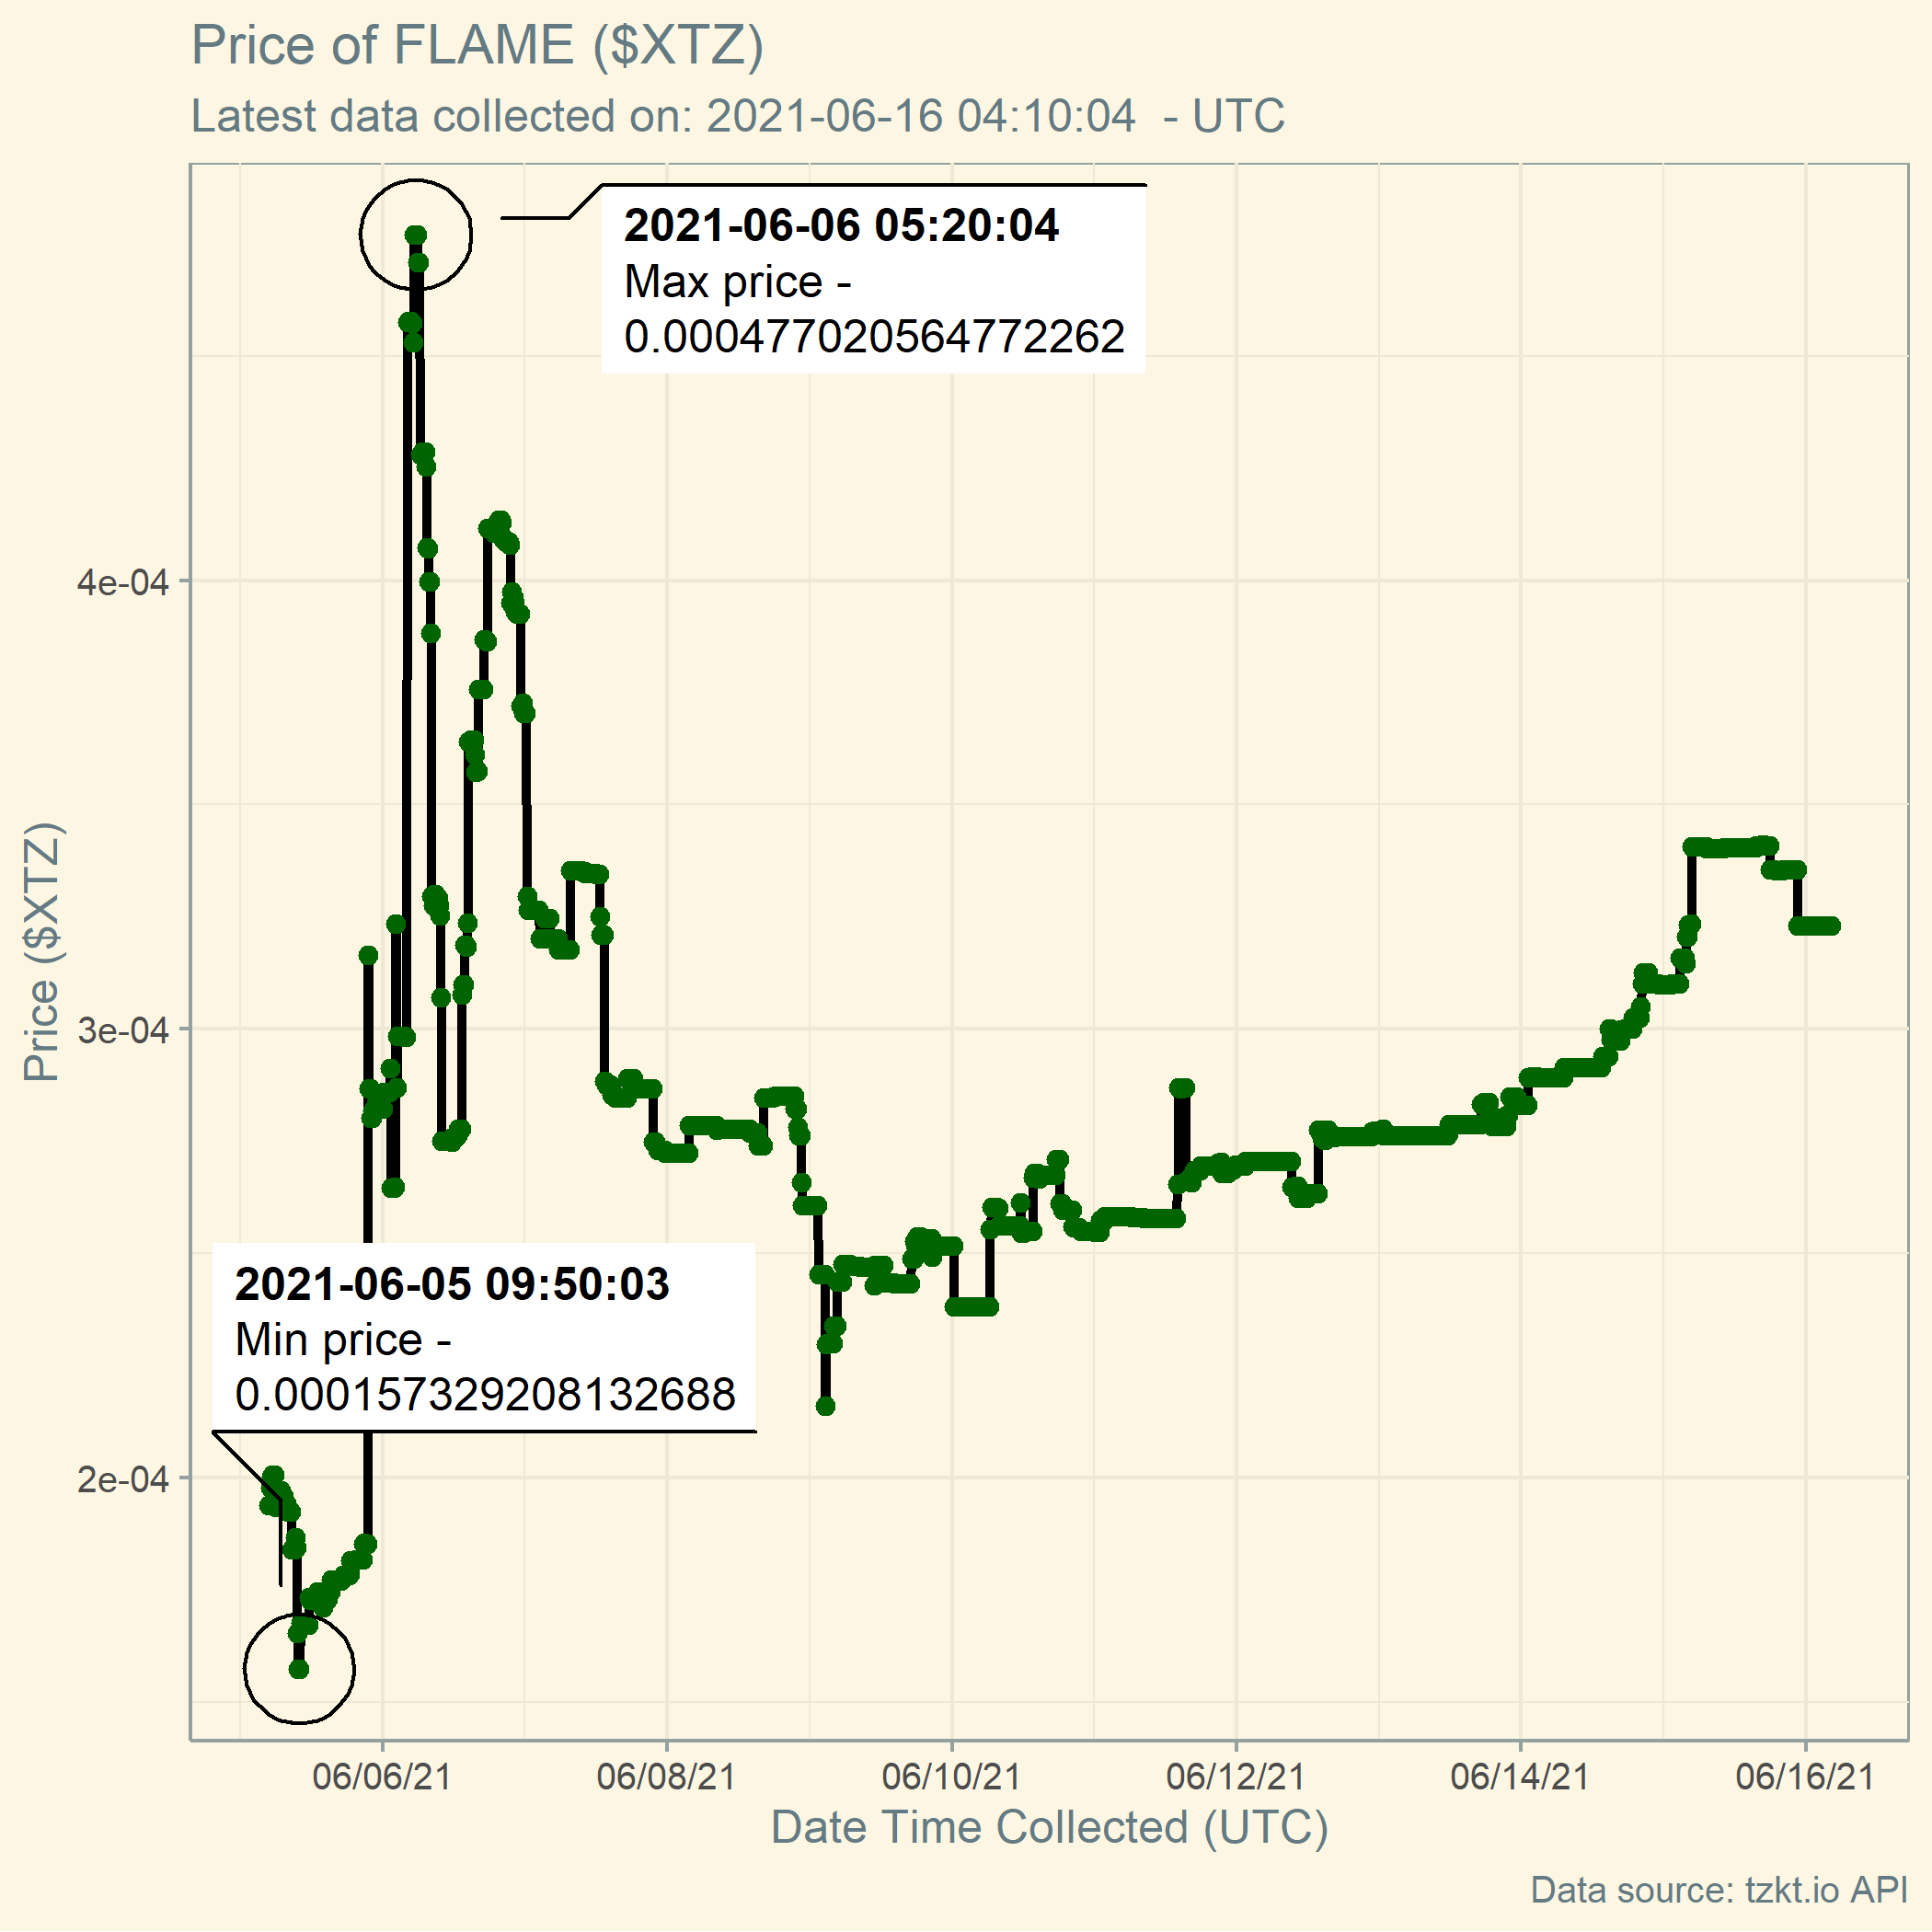 Price of FLAME ($XTZ)
Latest data collected on: 2021-06-16 04:10:04  - UTC
2021-06-06 05:20:04
Max price -
0.000477020564772262
4e-04
3e-04
2e-04
Price ($XTZ)
2021-06-05 09:50:03
Min price -
0.000157329208132688
06/06/21
06/08/21
06/10/21
06/12/21
06/14/21
06/16/21
Date Time Collected (UTC)
Data source: tzkt.io API